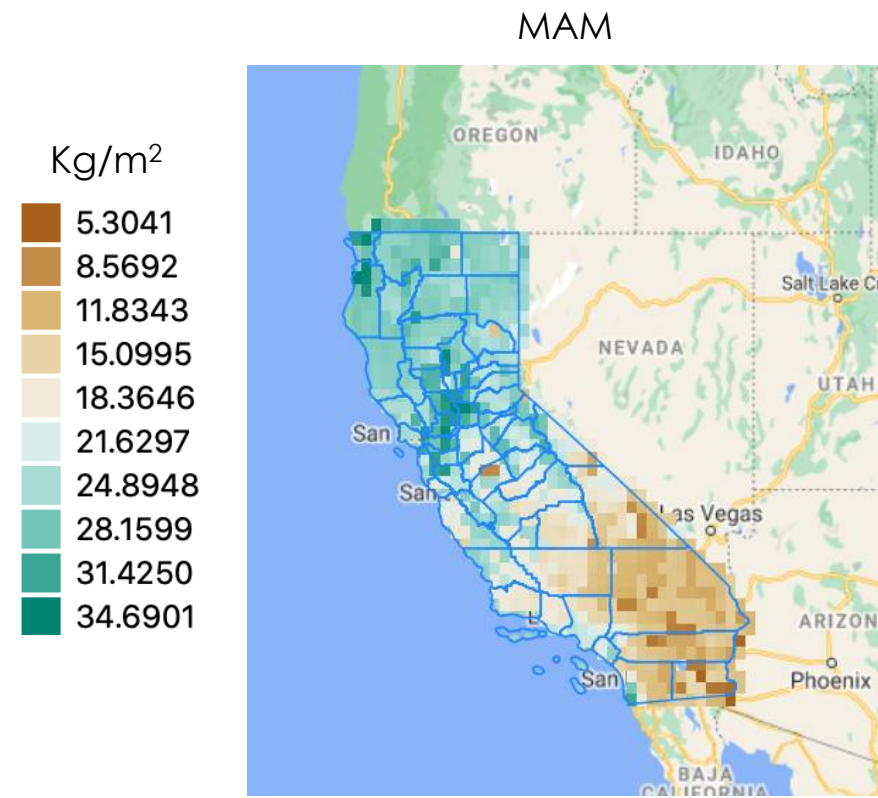 MAM
Kg/m²
5.3041
8.5692
11.8343
15.0995
18.3646
21.6297
24.8948
28.1599
31.4250
34.6901
OREGON
IDAHO
Salt Lake C
NEVADA
UTAH
San
San
Las Vegas
L
ARIZON
San
Phoenix
BAJA
CALIFORNIA